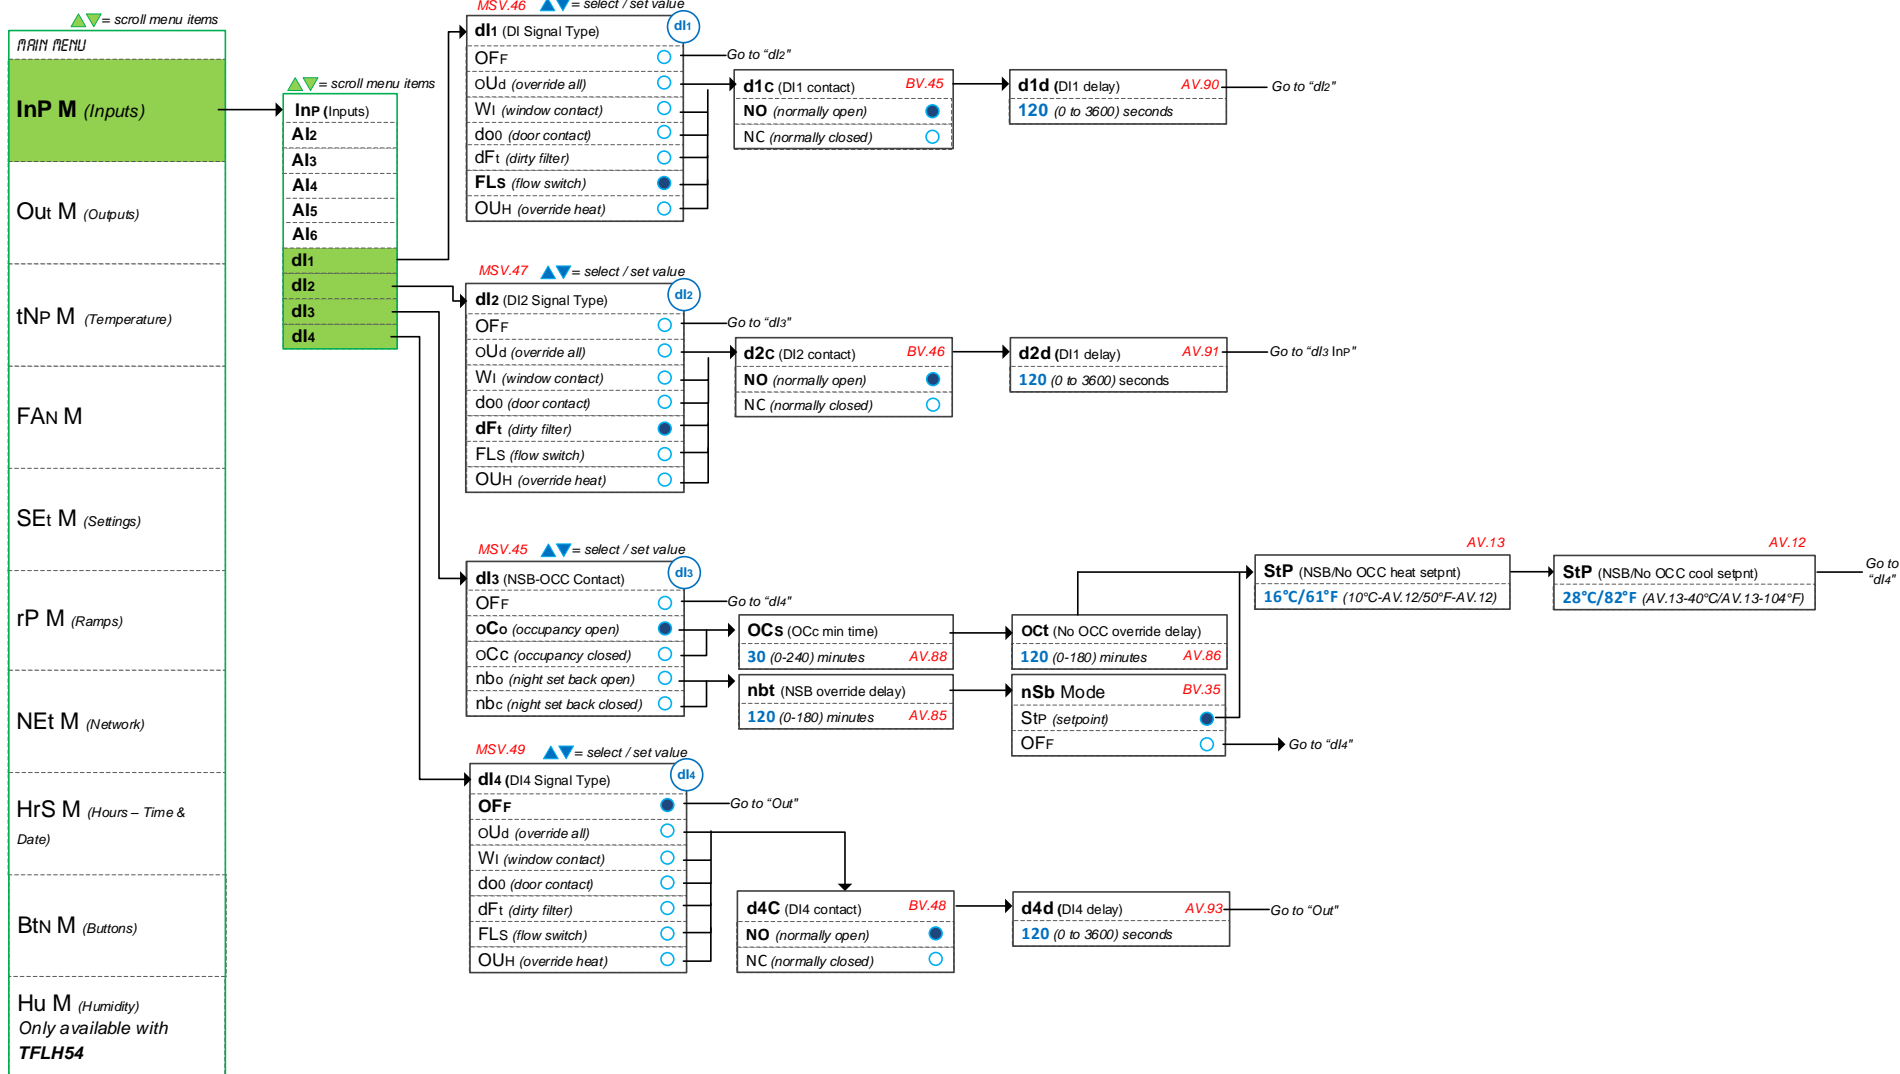 = scroll menu items
MAIN MENU
InP M (Inputs)
Out M (Outputs)
tNP M (Temperature)
FAN M
SEt M (Settings)
rP M (Ramps)
NEt M (Network)
HrS M (Hours – Time &
Date)
BtN M (Buttons)
Hu M (Humidity)
Only available with
TFLH54
= scroll menu items
InP (Inputs)
AI2
AI3
AI4
AI5
AI6
dI1
dI2
dI3
dI4
MSV.46 = select / set value
dI1 (DI Signal Type)
dI1
OFF
Go to “dI2”
oUd (override all)
WI (window contact)
do0 (door contact)
dFt (dirty filter)
FLs (flow switch)
OUH (override heat)
d1c (DI1 contact) BV.45
NO (normally open)
NC (normally closed)
d1d (DI1 delay) AV.90
120 (0 to 3600) seconds
Go to “dI2”
MSV.47 = select / set value
dI2 (DI2 Signal Type)
dI2
OFF
Go to “dI3”
oUd (override all)
WI (window contact)
do0 (door contact)
dFt (dirty filter)
FLS (flow switch)
OUH (override heat)
d2c (DI2 contact) BV.46
NO (normally open)
NC (normally closed)
d2d (DI1 delay) AV.91
120 (0 to 3600) seconds
Go to “dI3 InP”
MSV.45 = select / set value
dI3 (NSB-OCC Contact)
dI3
OFF
Go to “dI4”
oCo (occupancy open)
oCc (occupancy closed)
nbo (night set back open)
nbc (night set back closed)
OCs (OCc min time)
30 (0-240) minutes AV.88
OCt (No OCC override delay)
120 (0-180) minutes AV.86
nbt (NSB override delay)
120 (0-180) minutes AV.85
nSb Mode BV.35
StP (setpoint)
OFF
Go to “dI4”
AV.13
StP (NSB/No OCC heat setpnt)
16°C/61°F (10°C-AV.12/50°F-AV.12)
AV.12
StP (NSB/No OCC cool setpnt)
28°C/82°F (AV.13-40°C/AV.13-104°F)
Go to
“dI4”
MSV.49 = select / set value
dI4 (DI4 Signal Type)
dI4
OFF
Go to “Out”
oUd (override all)
WI (window contact)
do0 (door contact)
dFt (dirty filter)
FLS (flow switch)
OUH (override heat)
d4C (DI4 contact) BV.48
NO (normally open)
NC (normally closed)
d4d (DI4 delay) AV.93
120 (0 to 3600) seconds
Go to “Out”